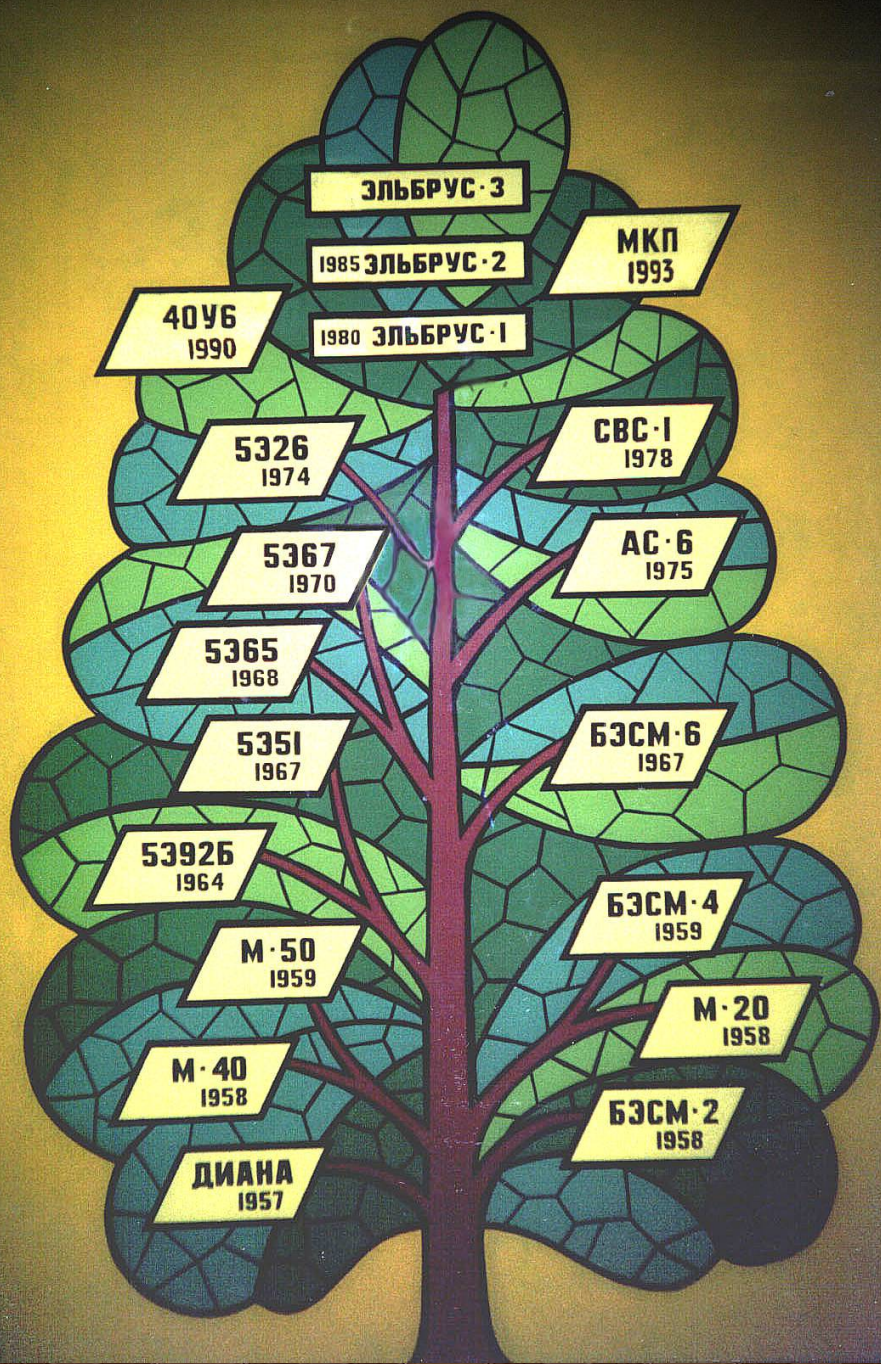 ЭЛЬБРУС·3
МКП
1993
1985 ЭЛЬБРУС·2
40У6
1990
1980 ЭЛЬБРУС·1
5Э26
1974
СВС·1
1978
5Э67
1970
АС·6
1975
5Э65
1968
5Э51
1967
БЭСМ·6
1967
5Э92Б
1964
БЭСМ·4
1959
М·50
1959
М·20
1958
М·40
1958
БЭСМ·2
1958
ДИАНА
1957